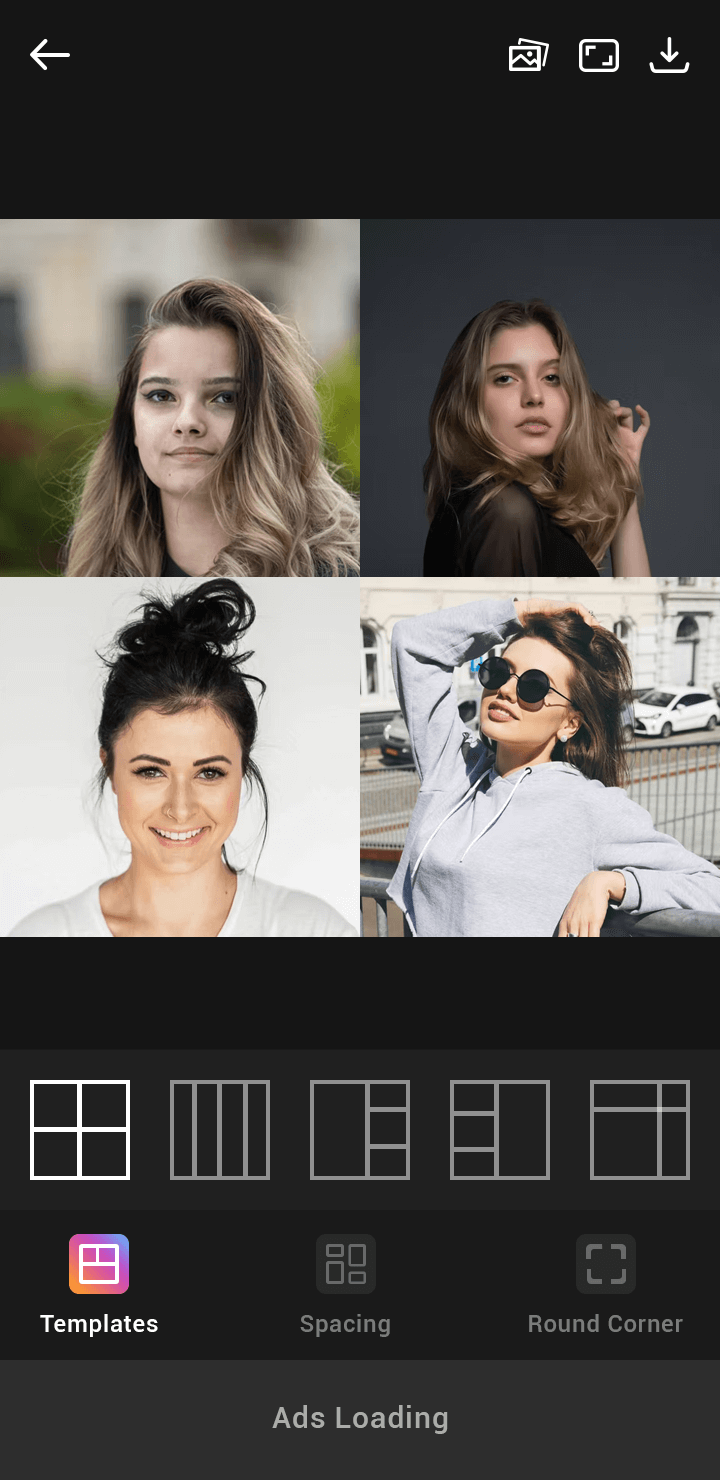 Templates
Spacing
Round Corner
Ads Loading